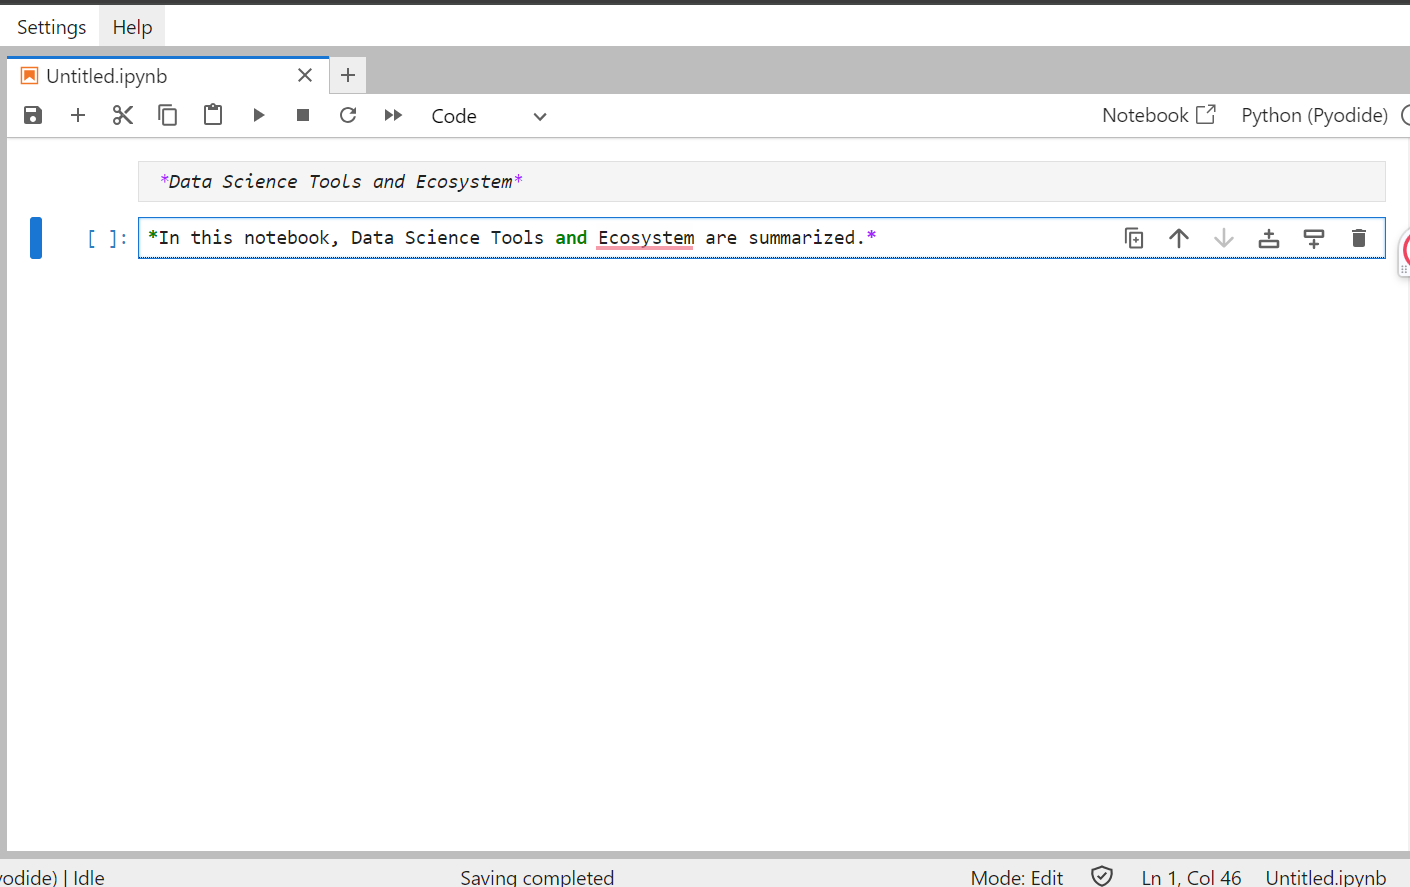 Settings Help
Untitled.ipynb
Code Notebook Python (Pyodide)
*Data Science Tools and Ecosystem*
[ ]: *In this notebook, Data Science Tools and Ecosystem are summarized.*
yodide) | Idle Saving completed Mode: Edit Ln 1, Col 46 Untitled.ipynb